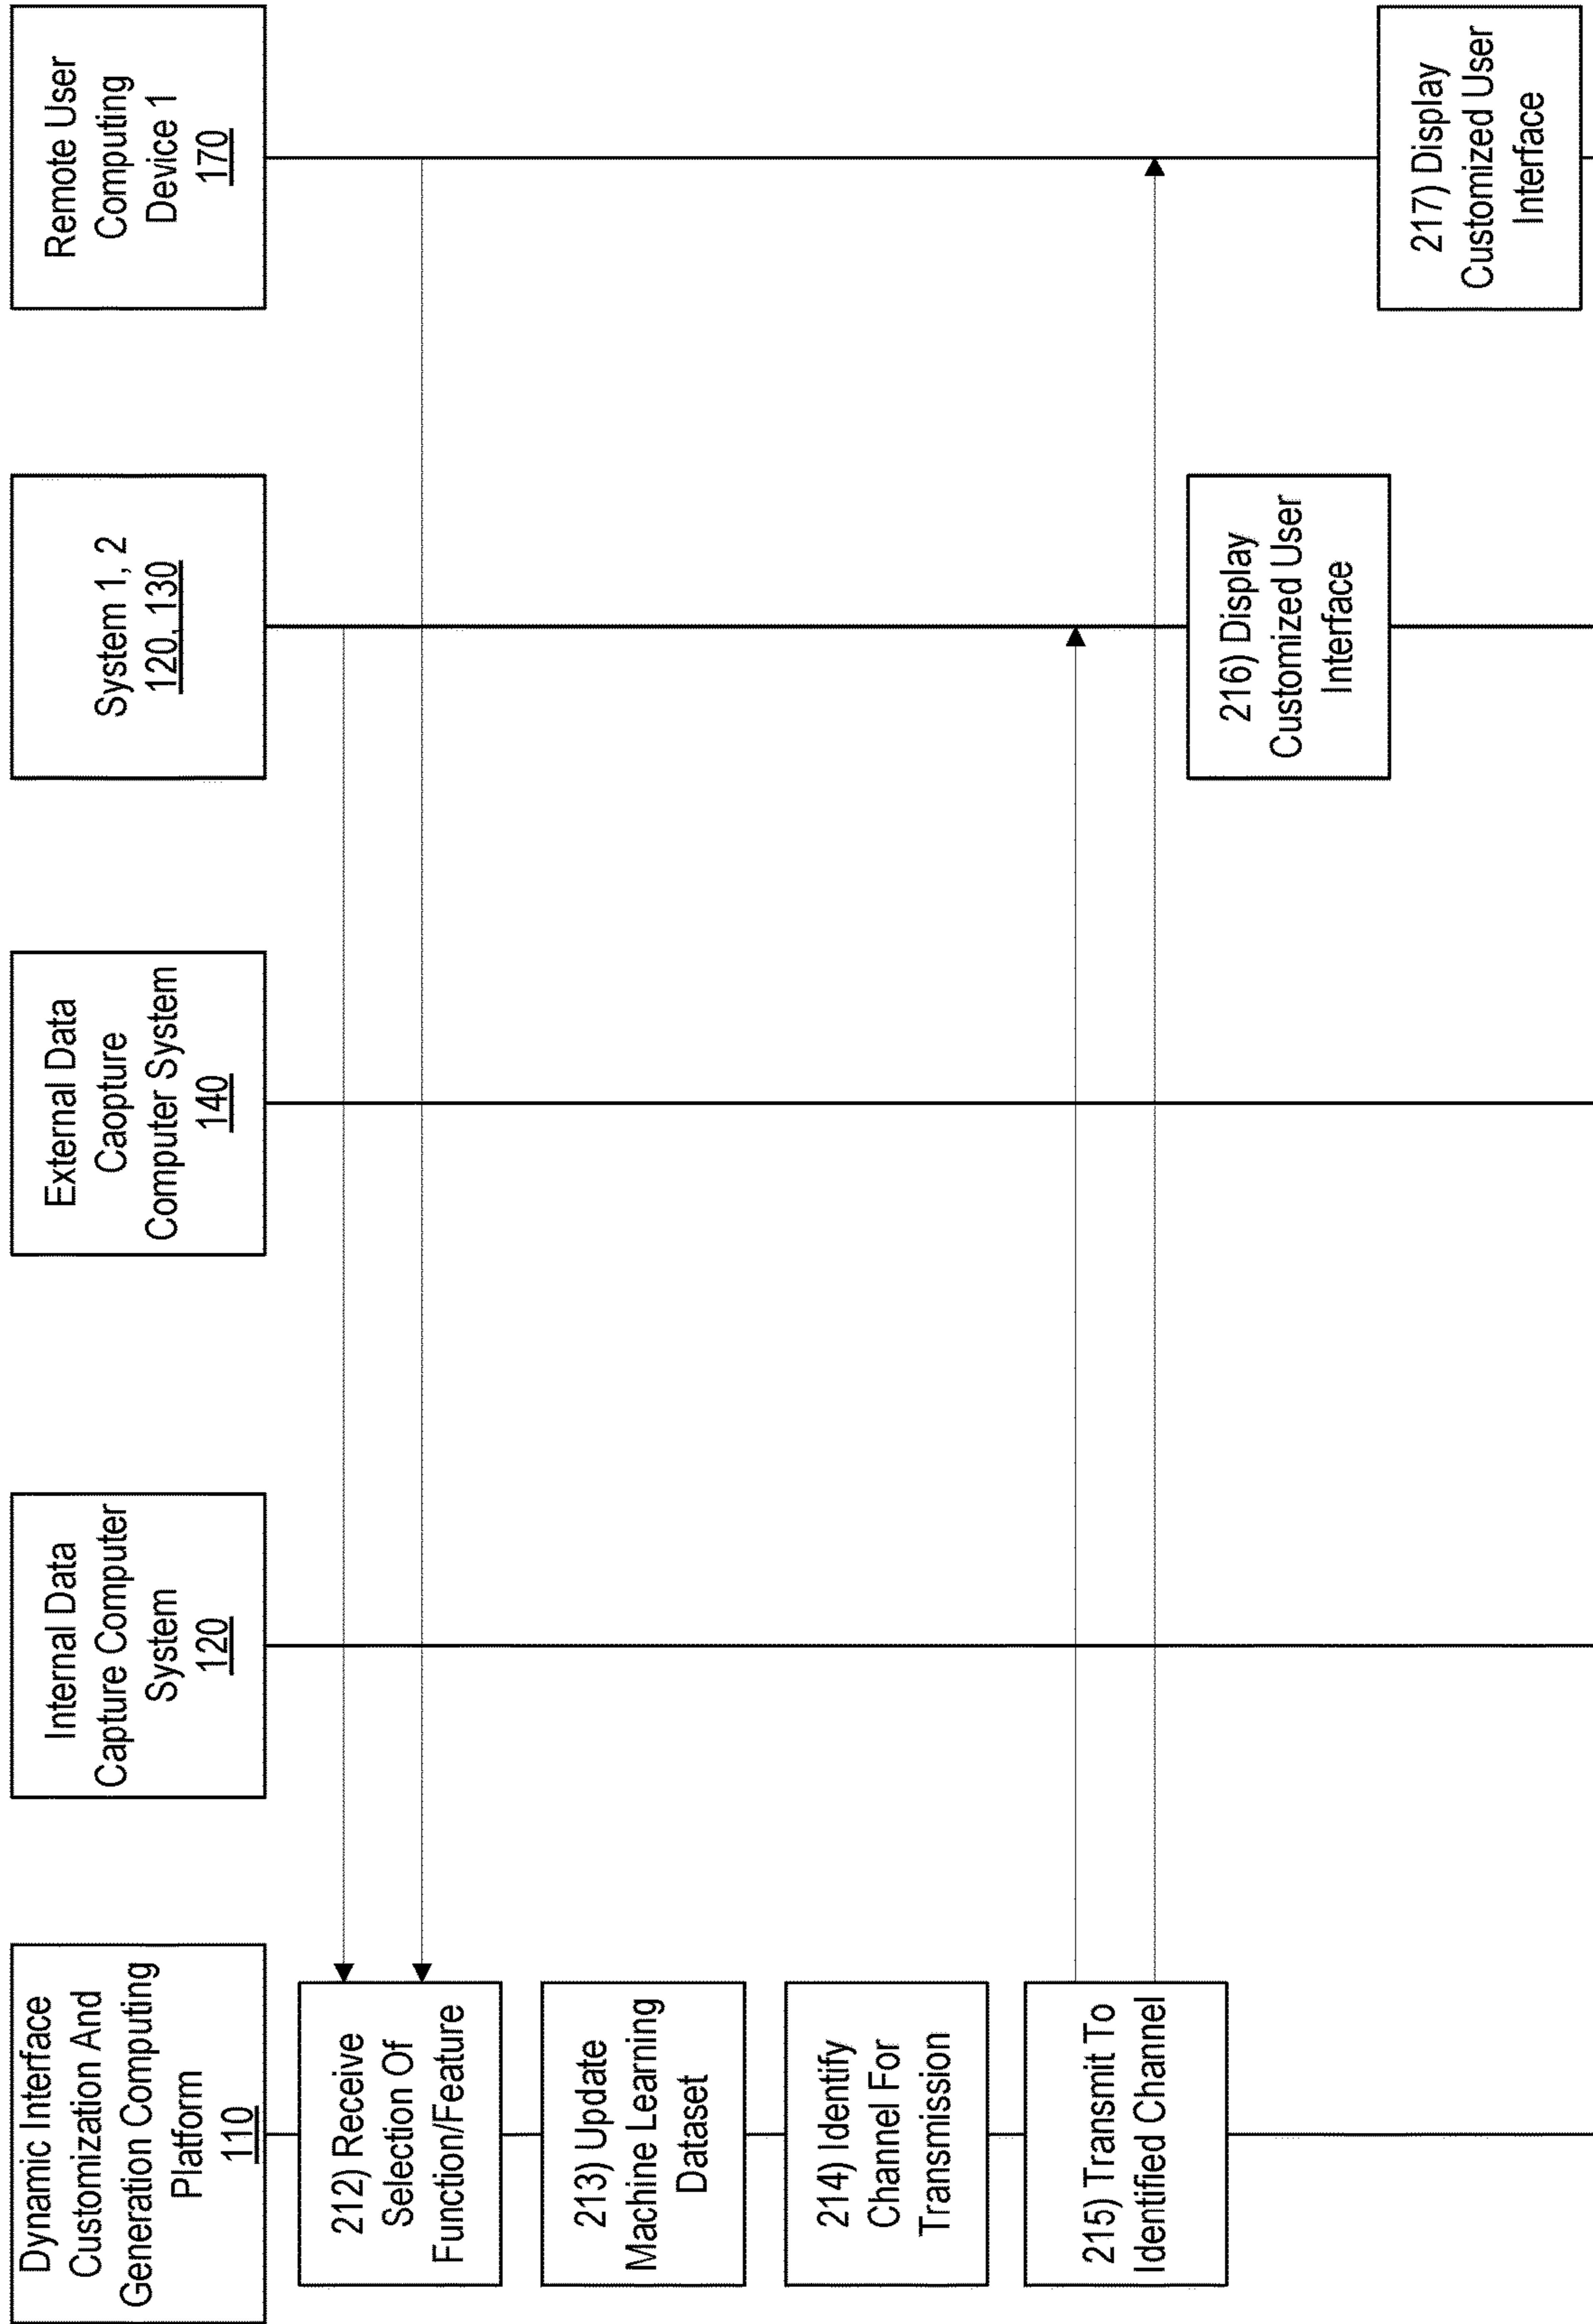 Dynamic Interface
Customization And
Generation Computing
Platform
110
Internal Data
Capture Computer
System
120
External Data
Caopture
Computer System
140
System 1, 2
120, 130
Remote User
Computing
Device 1
170
212) Receive
Selection Of
Function/Feature
213) Update
Machine Learning
Dataset
214) Identify
Channel For
Transmission
215) Transmit To
Identified Channel
216) Display
Customized User
Interface
217) Display
Customized User
Interface